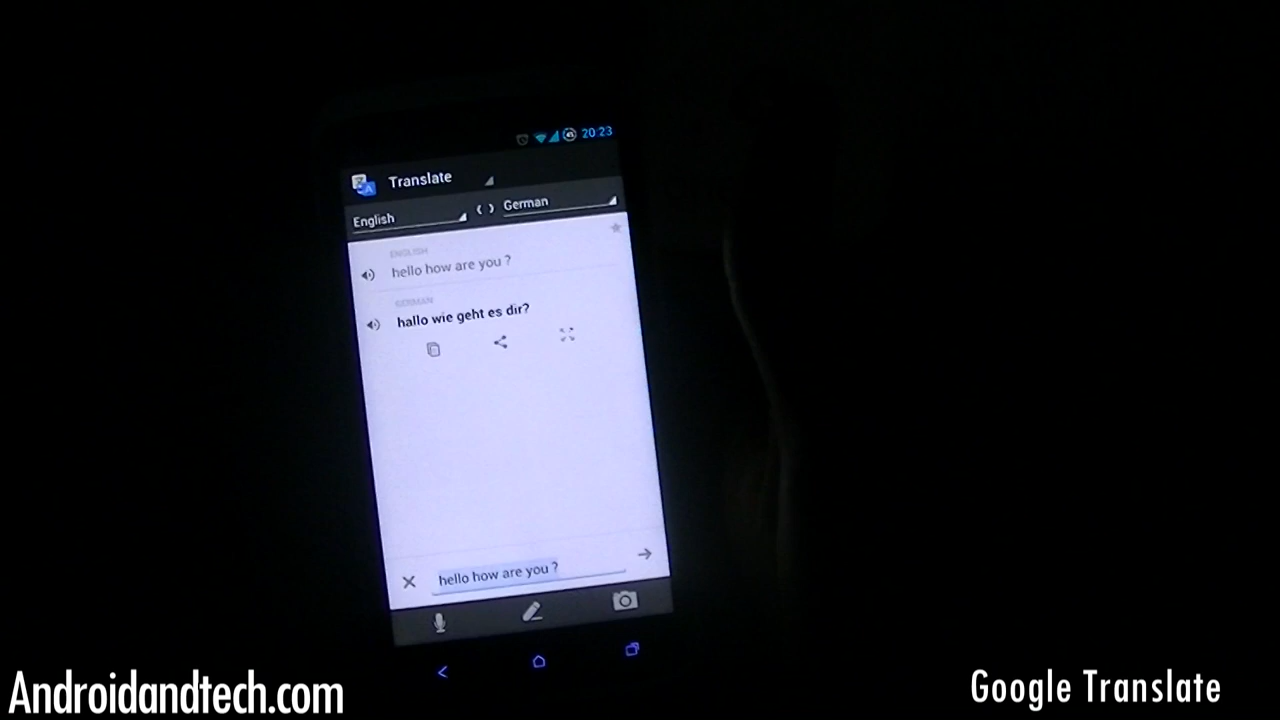 20:23
Translate
English
German
ENGLISH
hello how are you ?
GERMAN
hallo wie geht es dir?
hello how are you ?
Androidandtech.com
Google Translate